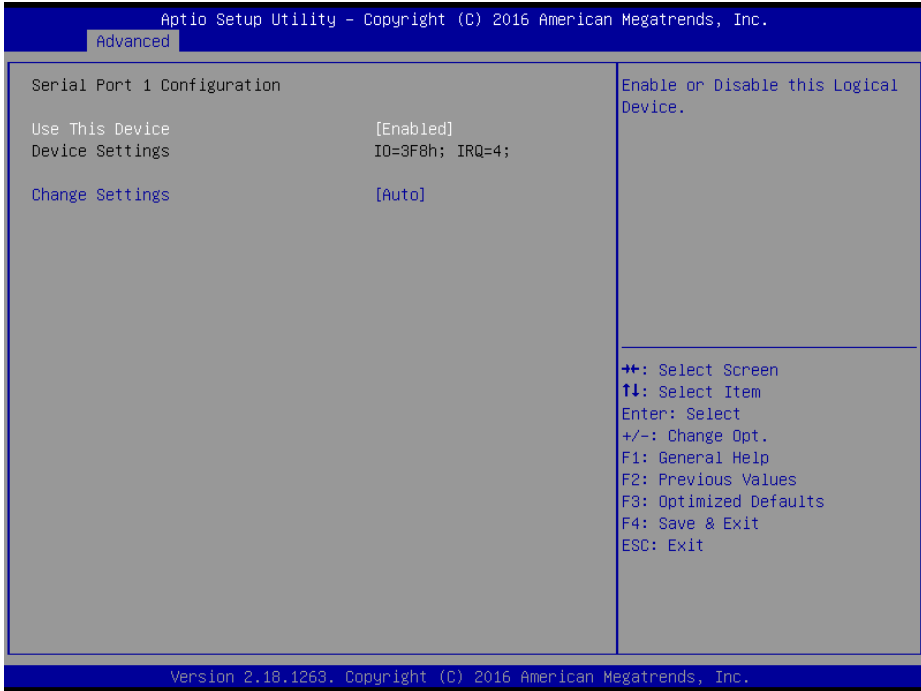 Aptio Setup Utility – Copyright (C) 2016 American Megatrends, Inc.
Advanced
Serial Port 1 Configuration
Use This Device [Enabled]
Device Settings IO=3F8h; IRQ=4;
Change Settings [Auto]
Enable or Disable this Logical
Device.
→←: Select Screen
↑↓: Select Item
Enter: Select
+/-: Change Opt.
F1: General Help
F2: Previous Values
F3: Optimized Defaults
F4: Save & Exit
ESC: Exit
Version 2.18.1263. Copyright (C) 2016 American Megatrends, Inc.